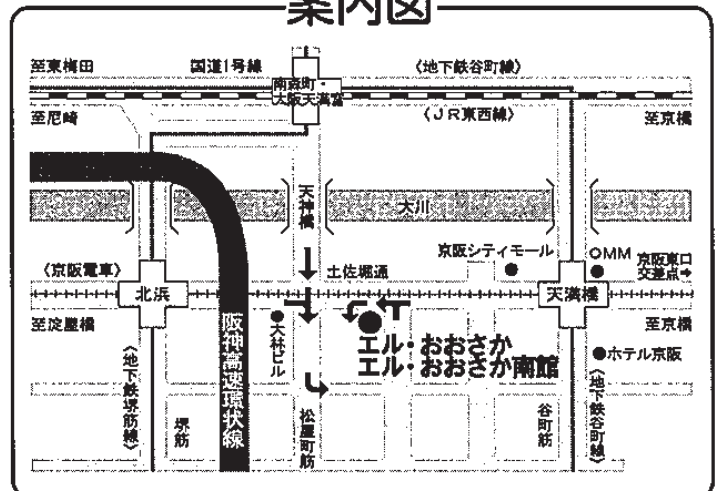 案内図
至東梅田
国道1号線
〈地下鉄谷町線〉
南森町・
大阪天満宮
至尼崎
〈JR東西線〉
至京橋
天神橋
大川
京阪シティモール
OMM
京阪東口
交差点→
〈京阪電車〉
土佐堀通
北浜
天満橋
至淀屋橋
至京橋
大林ビル
エル・おおさか
エル・おおさか南館
ホテル京阪
阪神高速環状線
〈地下鉄堺筋線〉
堺筋
松屋町筋
谷町筋
〈地下鉄谷町線〉